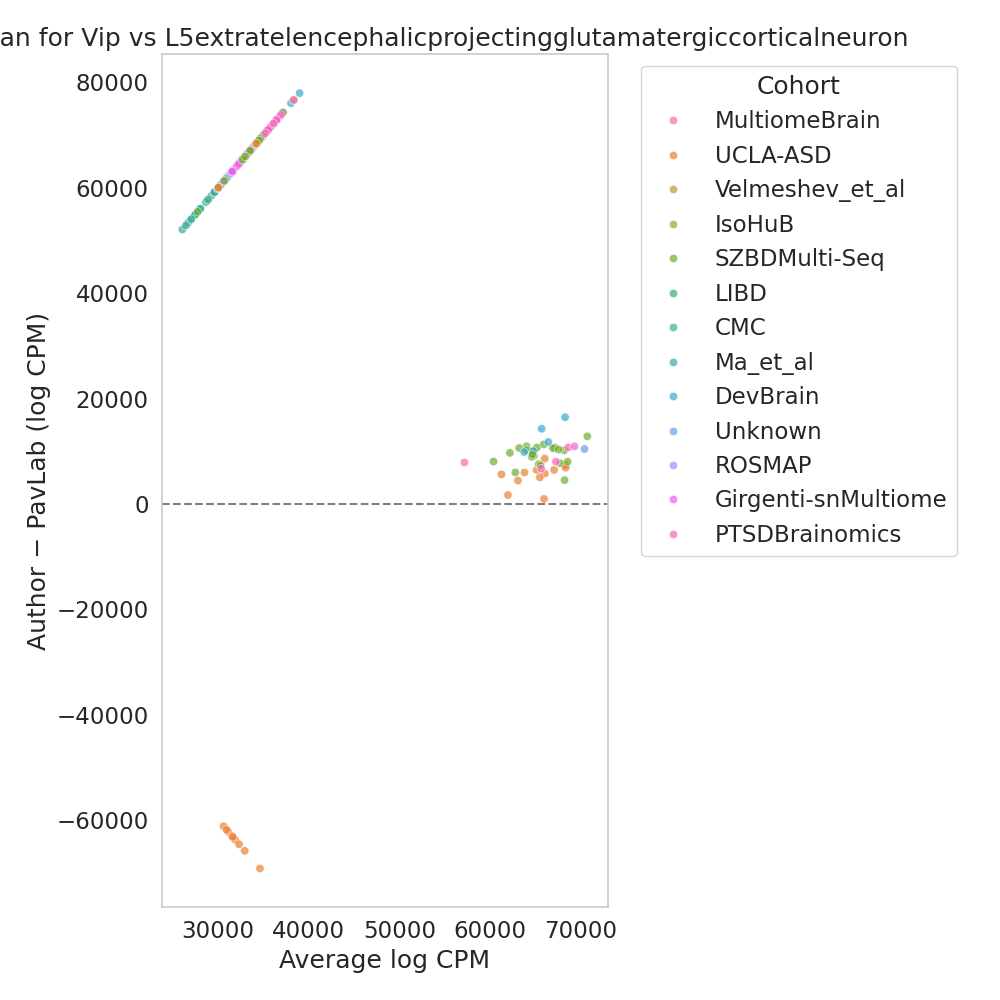 an for Vip vs L5extratelencephalicprojectingglutamatergiccorticalneuron
80000
60000
40000
20000
0
−20000
−40000
−60000
Author − PavLab (log CPM)
30000 40000 50000 60000 70000
Average log CPM
Cohort
MultiomeBrain
UCLA-ASD
Velmeshev_et_al
IsoHuB
SZBDMulti-Seq
LIBD
CMC
Ma_et_al
DevBrain
Unknown
ROSMAP
Girgenti-snMultiome
PTSDBrainomics